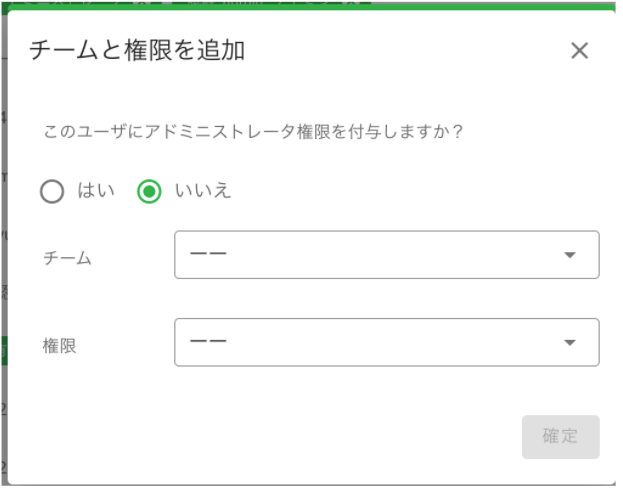 チームと権限を追加
このユーザにアドミニストレータ権限を付与しますか？
はい いいえ
チーム ーー
権限 ーー
確定